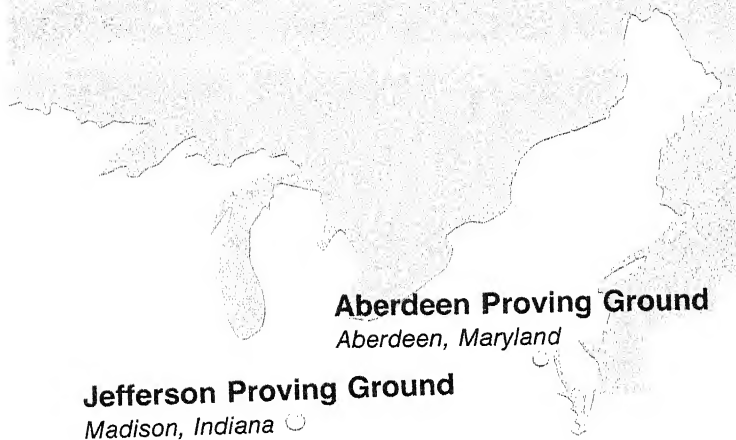 Aberdeen Proving Ground
Aberdeen, Maryland
Jefferson Proving Ground
Madison, Indiana